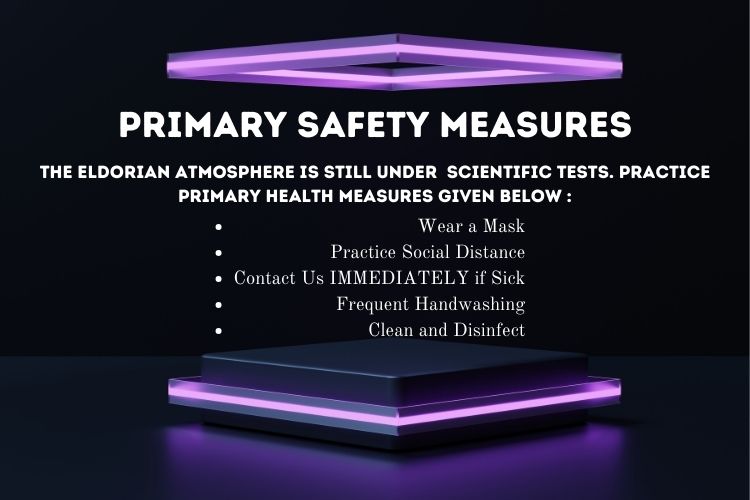 PRIMARY SAFETY MEASURES
THE ELDORIAN ATMOSPHERE IS STILL UNDER SCIENTIFIC TESTS. PRACTICE
PRIMARY HEALTH MEASURES GIVEN BELOW :
• Wear a Mask
• Practice Social Distance
• Contact Us IMMEDIATELY if Sick
• Frequent Handwashing
• Clean and Disinfect